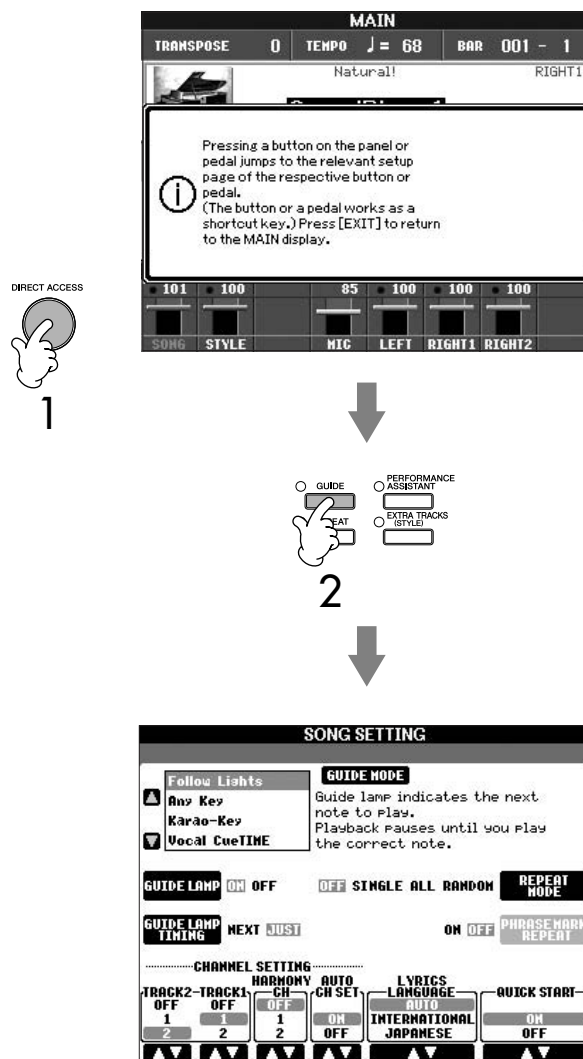 MAIN
TRANSPOSE 0 TEMPO ♩= 68 BAR 001 - 1
Natural! RIGHT1
Pressing a button on the panel or
pedal jumps to the relevant setup
page of the respective button or
pedal.
(The button or a pedal works as a
shortcut key.) Press [EXIT] to return
to the MAIN display.
DIRECT ACCESS
101 100 85 100 100 100
SONG STYLE MIC LEFT RIGHT1 RIGHT2
1
GUIDE PERFORMANCE
ASSISTANT
EXTRA TRACKS
(STYLE)
2
SONG SETTING
Follow Lights
Any Key
Karao-Key
Vocal CueTIME
GUIDE MODE
Guide lamp indicates the next
note to play.
Playback pauses until you play
the correct note.
GUIDE LAMP ON OFF OFF SINGLE ALL RANDOM REPEAT
MODE
GUIDE LAMP
TIMING NEXT JUST ON OFF PHRASE MARK
REPEAT
CHANNEL SETTING
TRACK2 TRACK1 HARMONY CH AUTO CH SET LYRICS LANGUAGE QUICK START
OFF OFF OFF AUTO
1 1 1 ON INTERNATIONAL ON
2 2 2 OFF JAPANESE OFF